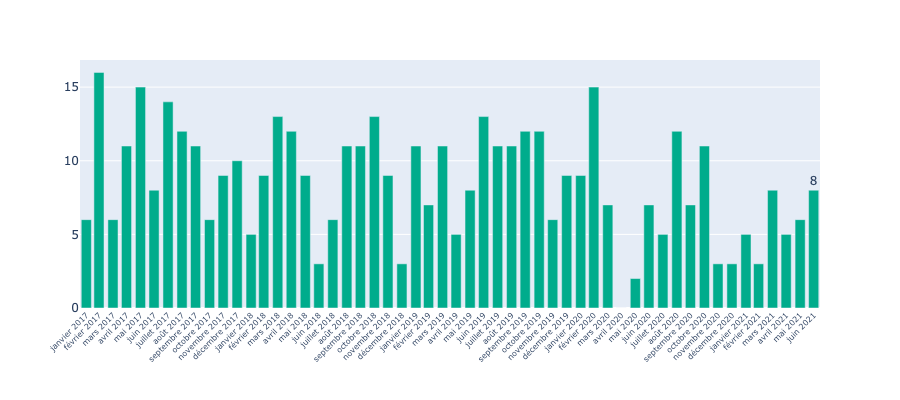 15
10
5
0
8
janvier 2017
février 2017
mars 2017
avril 2017
mai 2017
juin 2017
juillet 2017
août 2017
septembre 2017
octobre 2017
novembre 2017
décembre 2017
janvier 2018
février 2018
mars 2018
avril 2018
mai 2018
juin 2018
juillet 2018
août 2018
septembre 2018
octobre 2018
novembre 2018
décembre 2018
janvier 2019
février 2019
mars 2019
avril 2019
mai 2019
juin 2019
juillet 2019
août 2019
septembre 2019
octobre 2019
novembre 2019
décembre 2019
janvier 2020
février 2020
mars 2020
avril 2020
mai 2020
juin 2020
juillet 2020
août 2020
septembre 2020
octobre 2020
novembre 2020
décembre 2020
janvier 2021
février 2021
mars 2021
avril 2021
mai 2021
juin 2021